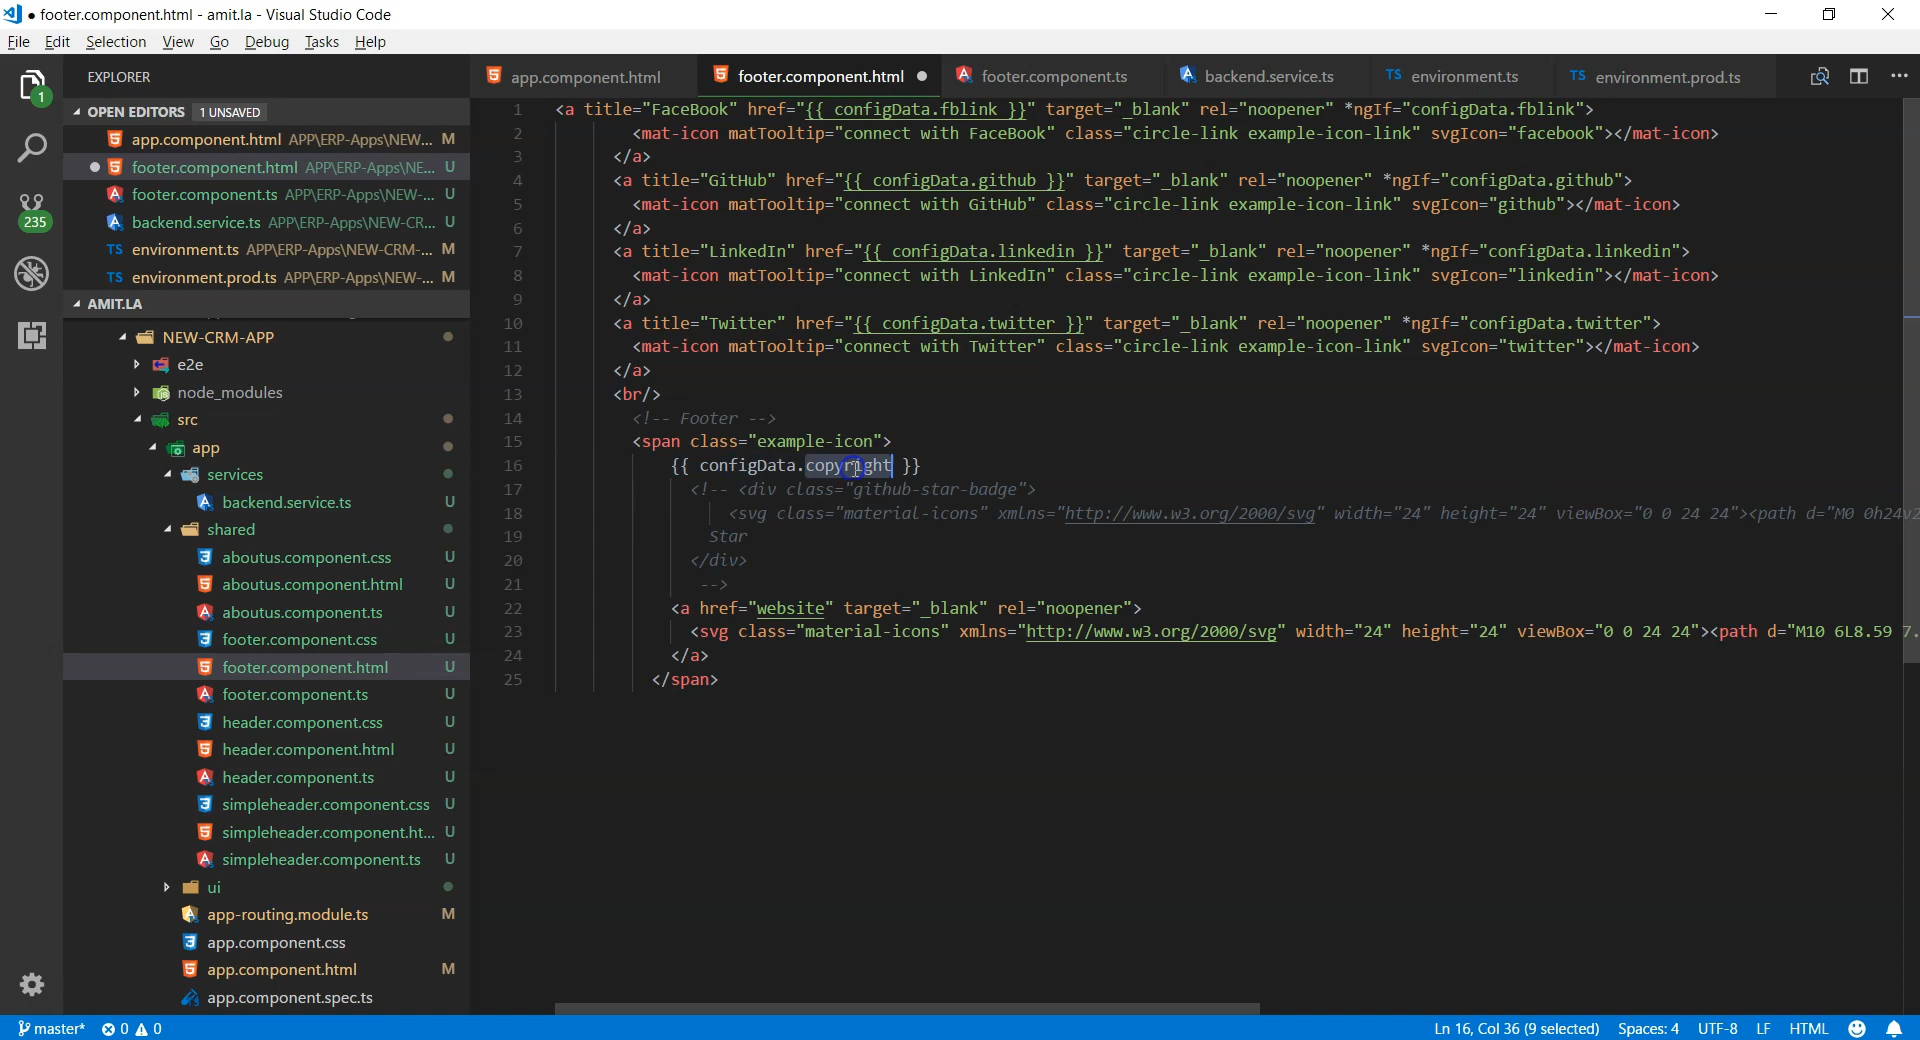 footer.component.html - amit.la - Visual Studio Code
File Edit Selection View Go Debug Tasks Help
EXPLORER
1
OPEN EDITORS 1 UNSAVED
app.component.html APP\ERP-Apps\NEW... M
footer.component.html APP\ERP-Apps\NE... U
footer.component.ts APP\ERP-Apps\NEW-... U
backend.service.ts APP\ERP-Apps\NEW-CR... U
TS environment.ts APP\ERP-Apps\NEW-CRM-... M
TS environment.prod.ts APP\ERP-Apps\NEW-... M
235
AMIT.LA
NEW-CRM-APP
e2e
node_modules
src
app
services
backend.service.ts U
shared
aboutus.component.css U
aboutus.component.html U
aboutus.component.ts U
footer.component.css U
footer.component.html U
footer.component.ts U
header.component.css U
header.component.html U
header.component.ts U
simpleheader.component.css U
simpleheader.component.ht... U
simpleheader.component.ts U
ui
app-routing.module.ts M
app.component.css
app.component.html M
app.component.spec.ts
app.component.html footer.component.html footer.component.ts backend.service.ts TS environment.ts TS environment.prod.ts
1 <a title="FaceBook" href="{{ configData.fblink }}" target="_blank" rel="noopener" *ngIf="configData.fblink">
2 <mat-icon matTooltip="connect with FaceBook" class="circle-link example-icon-link" svgIcon="facebook"></mat-icon>
3 </a>
4 <a title="GitHub" href="{{ configData.github }}" target="_blank" rel="noopener" *ngIf="configData.github">
5 <mat-icon matTooltip="connect with GitHub" class="circle-link example-icon-link" svgIcon="github"></mat-icon>
6 </a>
7 <a title="LinkedIn" href="{{ configData.linkedin }}" target="_blank" rel="noopener" *ngIf="configData.linkedin">
8 <mat-icon matTooltip="connect with LinkedIn" class="circle-link example-icon-link" svgIcon="linkedin"></mat-icon>
9 </a>
10 <a title="Twitter" href="{{ configData.twitter }}" target="_blank" rel="noopener" *ngIf="configData.twitter">
11 <mat-icon matTooltip="connect with Twitter" class="circle-link example-icon-link" svgIcon="twitter"></mat-icon>
12 </a>
13 <br/>
14 <!-- Footer -->
15 <span class="example-icon">
16 {{ configData.copyright }}
17 <!-- <div class="github-star-badge">
18 <svg class="material-icons" xmlns="http://www.w3.org/2000/svg" width="24" height="24" viewBox="0 0 24 24"><path d="M0 0h24v2
19 Star
20 </div>
21 -->
22 <a href="website" target="_blank" rel="noopener">
23 <svg class="material-icons" xmlns="http://www.w3.org/2000/svg" width="24" height="24" viewBox="0 0 24 24"><path d="M10 6L8.59 7.
24 </a>
25 </span>
master* 0 0 Ln 16, Col 36 (9 selected) Spaces: 4 UTF-8 LF HTML